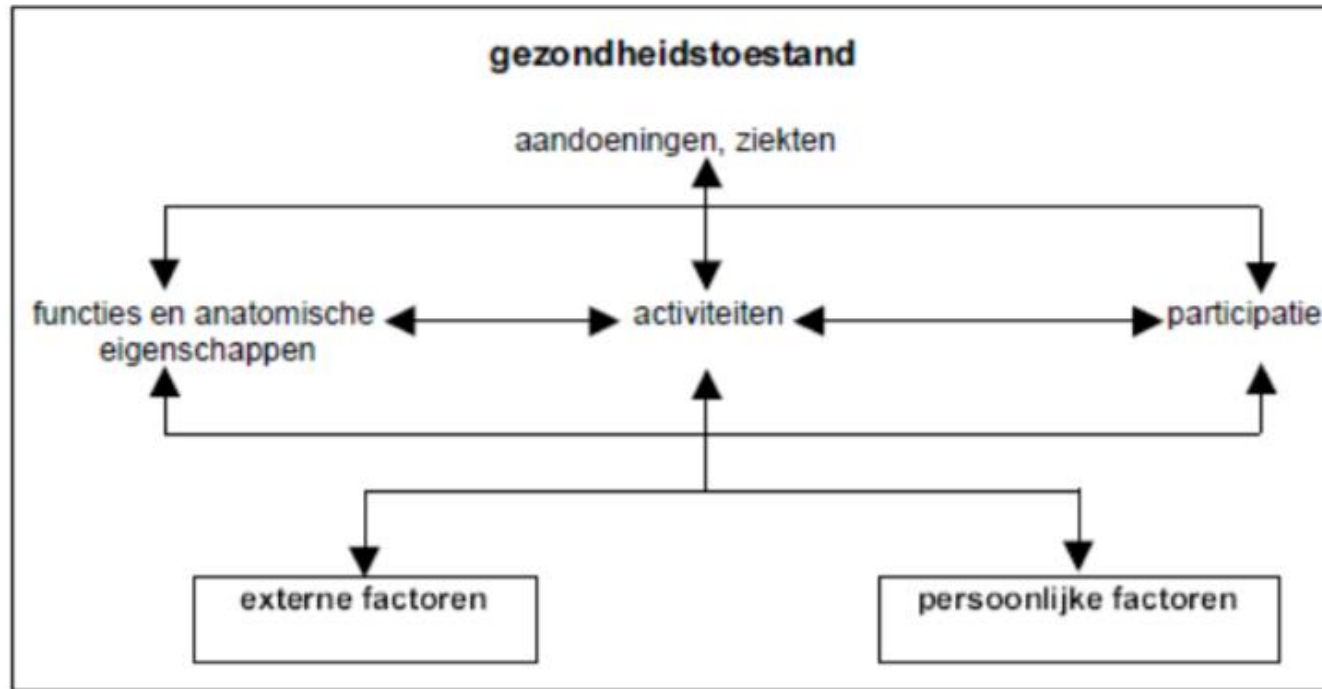 gezondheidstoestand
aandoeningen, ziekten
functies en anatomische
eigenschappen
activiteiten
participatie
externe factoren
persoonlijke factoren